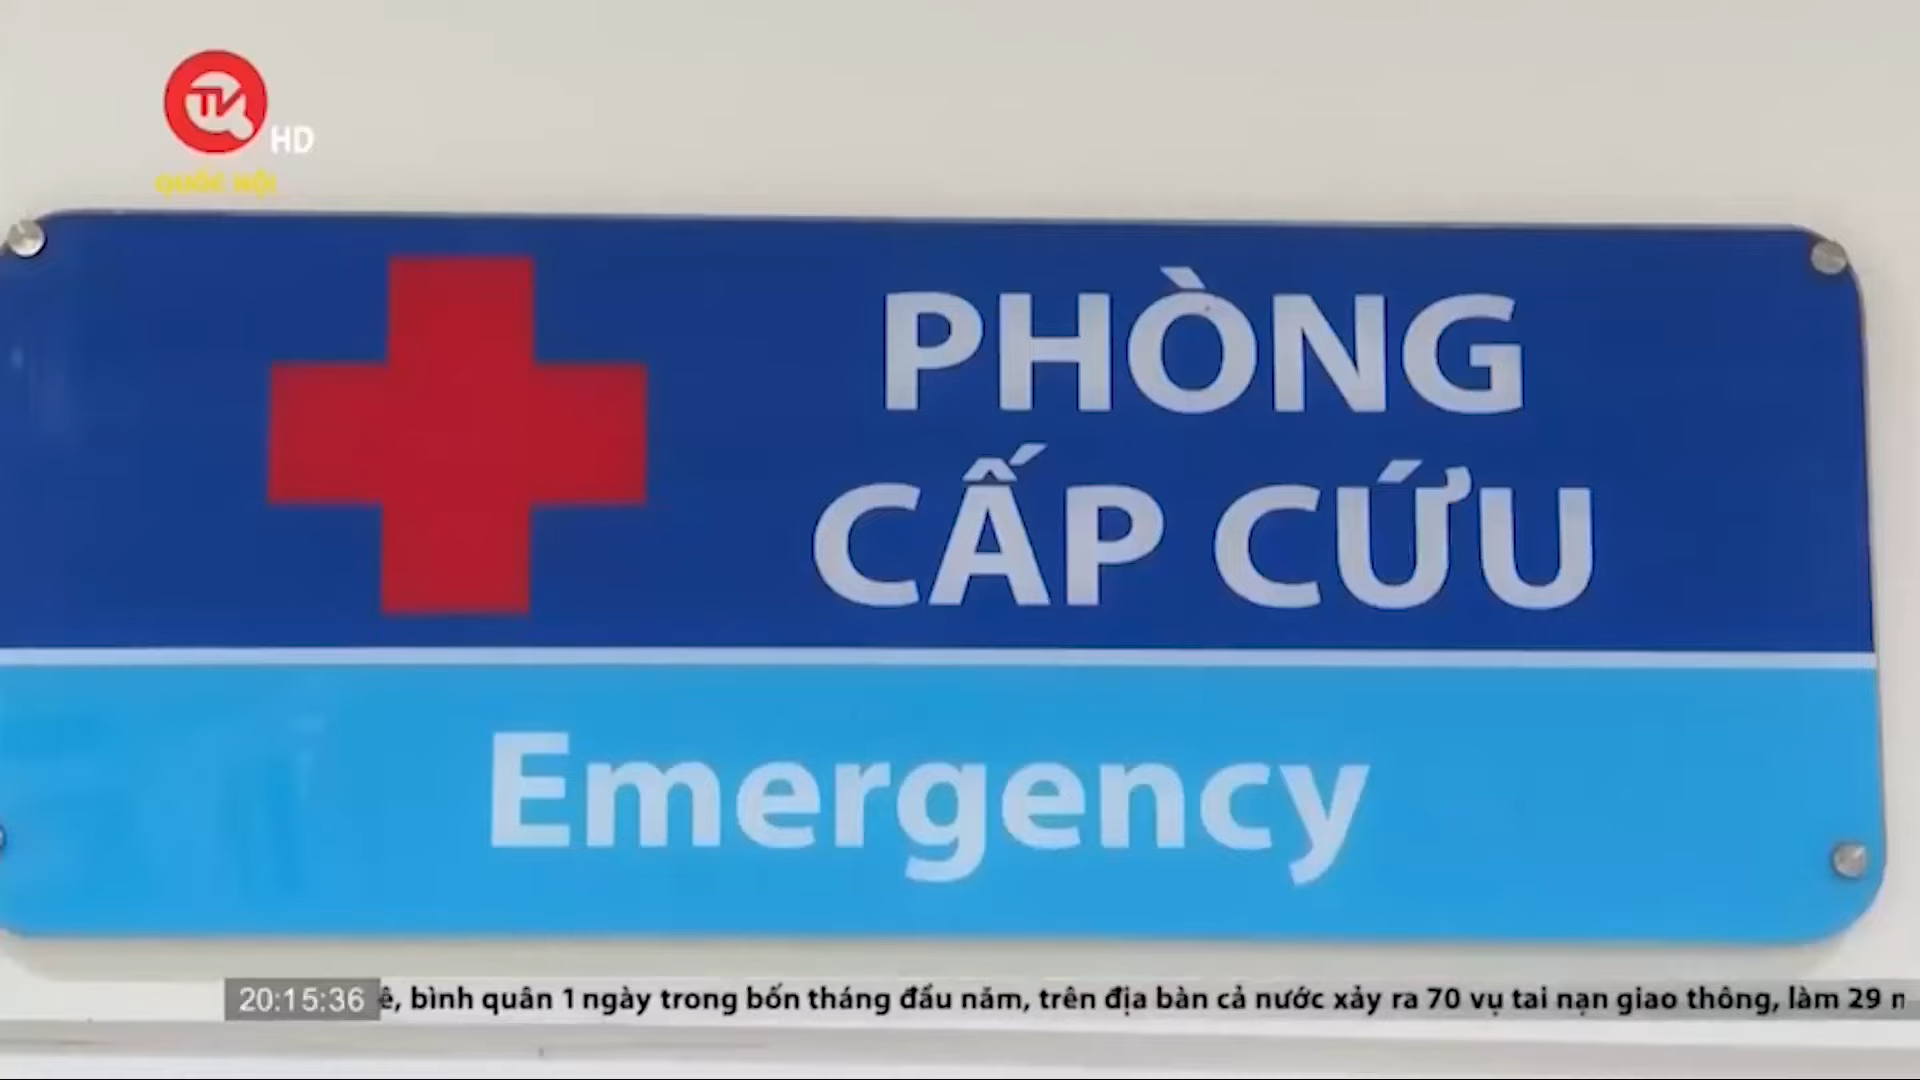 TV
HD
QUỐC HỘI
PHÒNG
CẤP CỨU
Emergency
20:15:36 ê, bình quân 1 ngày trong bốn tháng đầu năm, trên địa bàn cả nước xảy ra 70 vụ tai nạn giao thông, làm 29